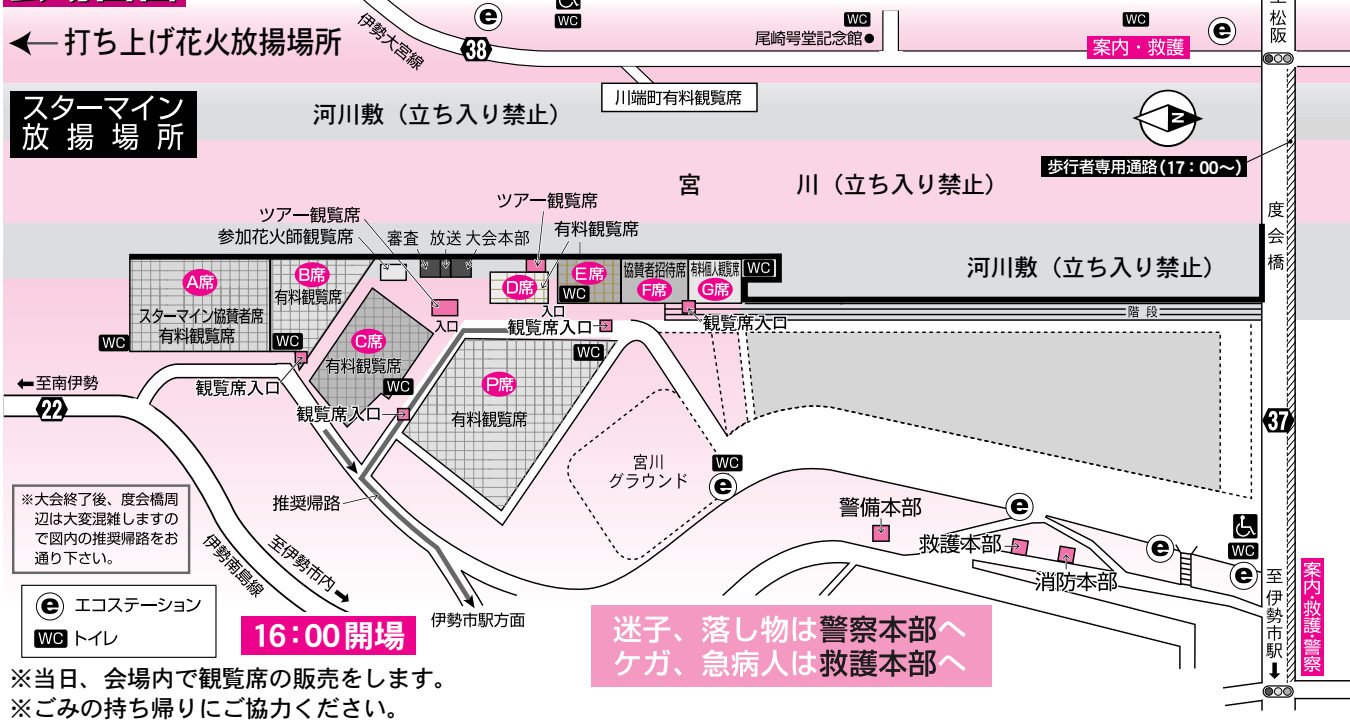 ←打ち上げ花火放揚場所
伊勢大宮線
38
e
WC
尾崎咢堂記念館●
WC
WC
案内・救護
e
松阪
スターマイン
放揚場所
河川敷（立ち入り禁止）
川端町有料観覧席
N
歩行者専用通路(17：00〜)
宮　川（立ち入り禁止）
度会橋
ツアー観覧席
参加花火師観覧席
審査
放送
大会本部
ツアー観覧席
有料観覧席
河川敷（立ち入り禁止）
A席
スターマイン協賛者席
有料観覧席
WC
B席
有料観覧席
WC
C席
有料観覧席
WC
入口
D席
入口
E席
WC
協賛者招待席
F席
有料個人観覧席
G席
WC
階段
観覧席入口
観覧席入口
観覧席入口
観覧席入口
P席
有料観覧席
WC
←至南伊勢
22
37
宮川
グラウンド
WC
e
※大会終了後、度会橋周
辺は大変混雑しますの
で図内の推奨帰路をお
通り下さい。
推奨帰路
伊勢南島線
至伊勢市内→
伊勢市駅方面
警備本部
救護本部
消防本部
e
e
e
WC
至伊勢市駅
案内・救護・警察
e エコステーション
WC トイレ
16：00開場
迷子、落し物は警察本部へ
ケガ、急病人は救護本部へ
※当日、会場内で観覧席の販売をします。
※ごみの持ち帰りにご協力ください。